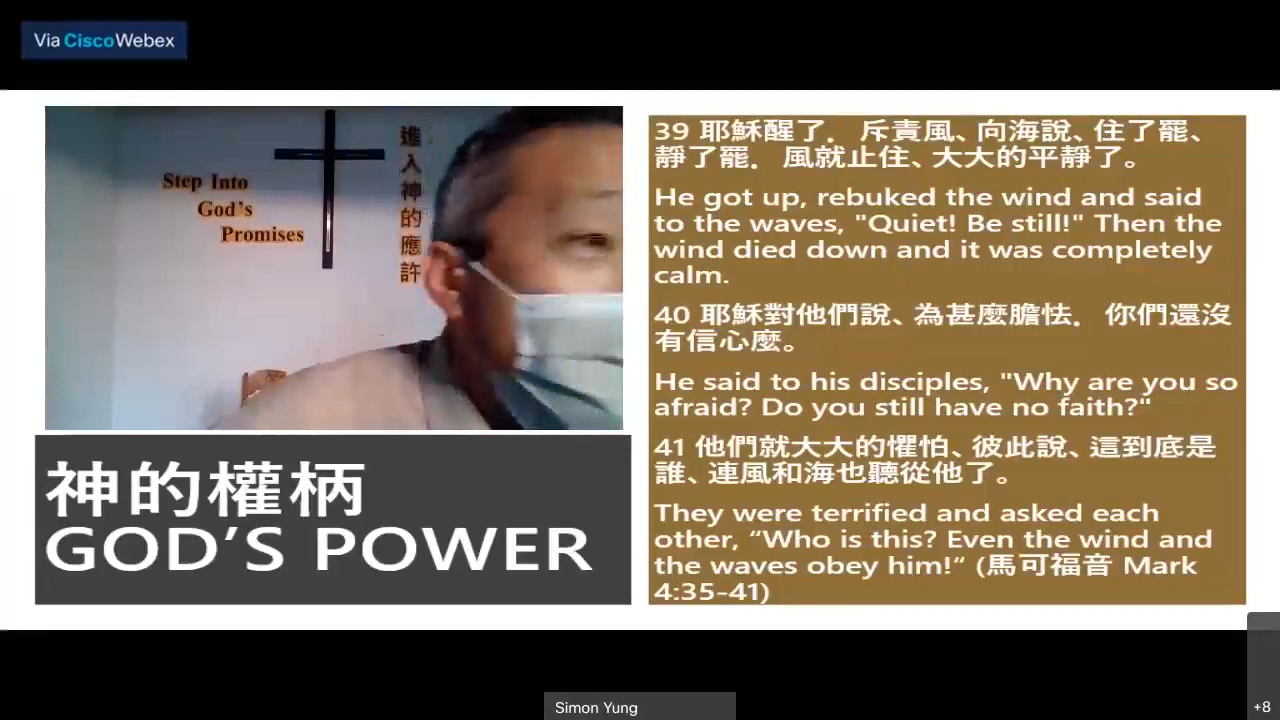 Via CiscoWebex
Step Into
God's
Promises
進入神的應許
神的權柄
GOD’S POWER
39 耶穌醒了．斥責風、向海說、住了罷、
靜了罷．風就止住、大大的平靜了。
He got up, rebuked the wind and said
to the waves, "Quiet! Be still!" Then the
wind died down and it was completely
calm.
40 耶穌對他們說、為甚麼膽怯．你們還沒
有信心麼。
He said to his disciples, "Why are you so
afraid? Do you still have no faith?"
41 他們就大大的懼怕、彼此說、這到底是
誰、連風和海也聽從他了。
They were terrified and asked each
other, “Who is this? Even the wind and
the waves obey him!“ (馬可福音 Mark
4:35-41)
Simon Yung
+8